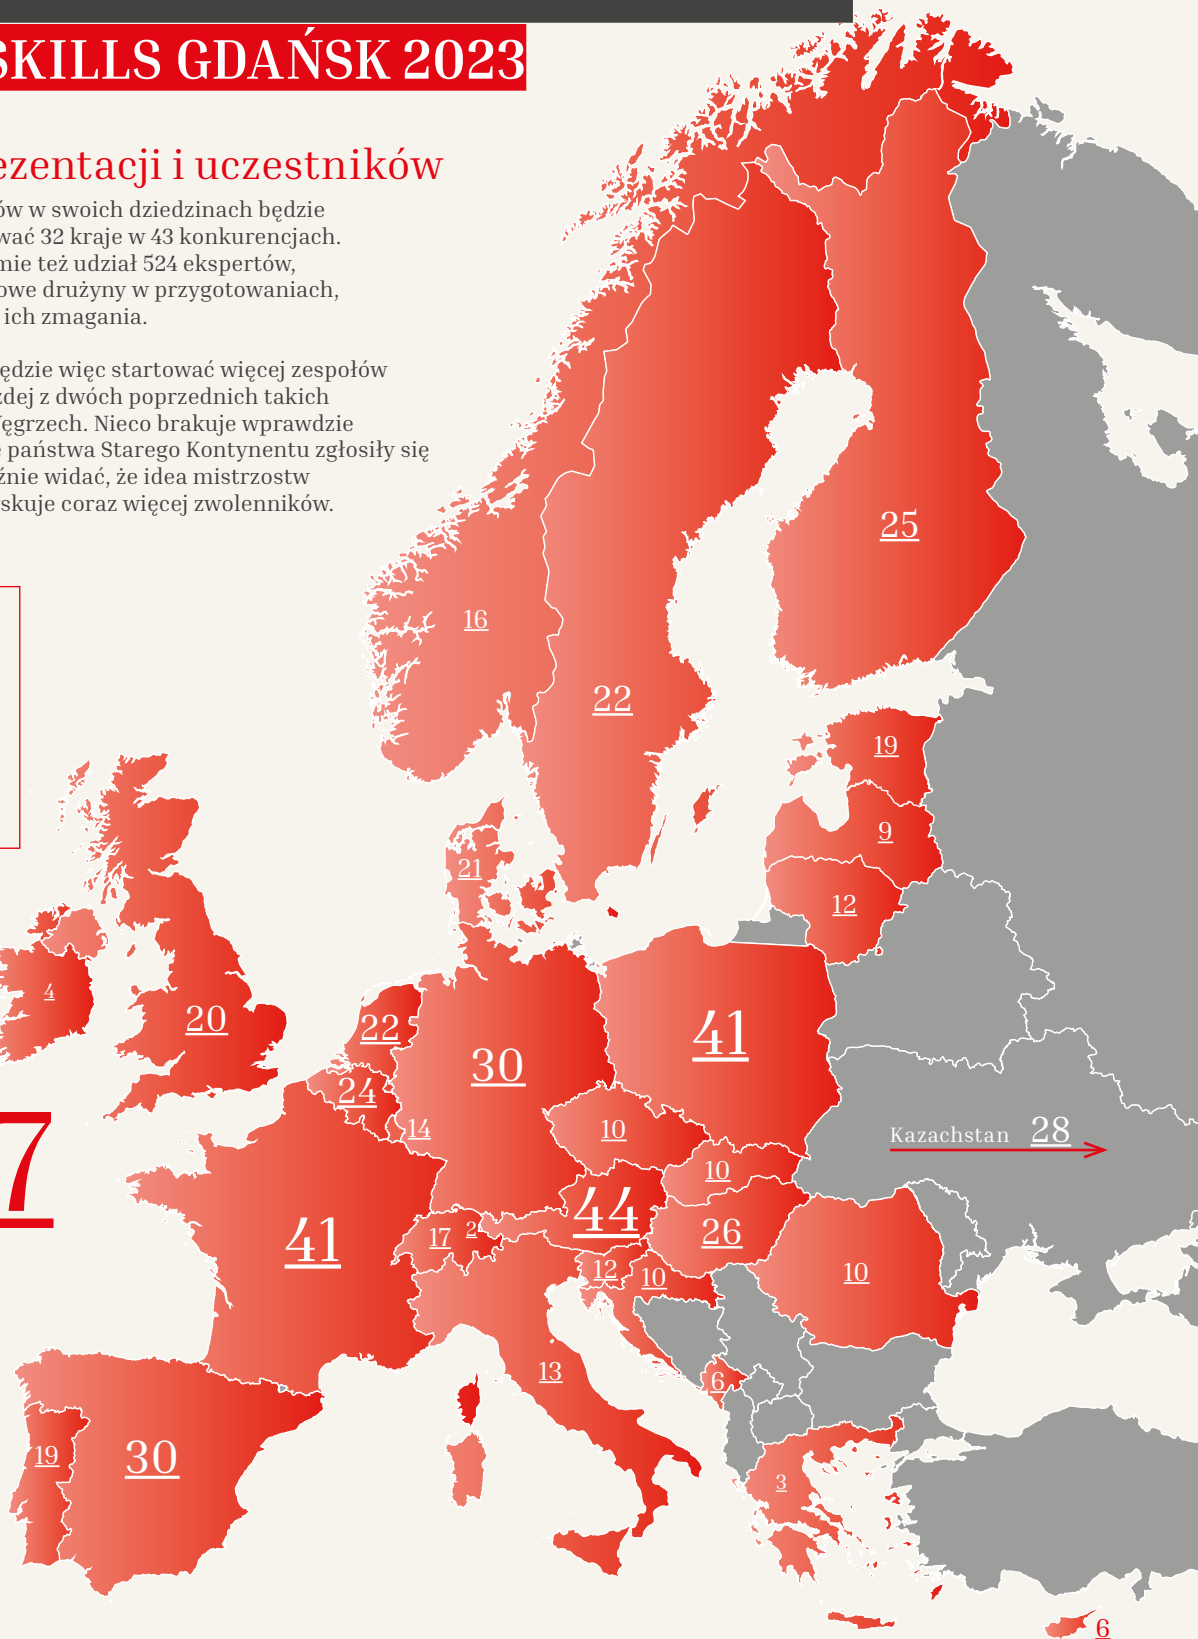 SKILLS GDAŃSK 2023
ezentacji i uczestników
ów w swoich dziedzinach będzie
wać 32 kraje w 43 konkurencjach.
mie też udział 524 ekspertów,
owe drużyny w przygotowaniach,
ich zmagania.
ędzie więc startować więcej zespołów
żdej z dwóch poprzednich takich
Węgrzech. Nieco brakuje wprawdzie
e państwa Starego Kontynentu zgłosiły się
źnie widać, że idea mistrzostw
skuje coraz więcej zwolenników.
25
16
22
19
9
21
12
4
20
22
41
30
24
14
10
Kazachstan 28
10
44
41
17
2
26
12
10
10
13
6
19
30
3
6
7